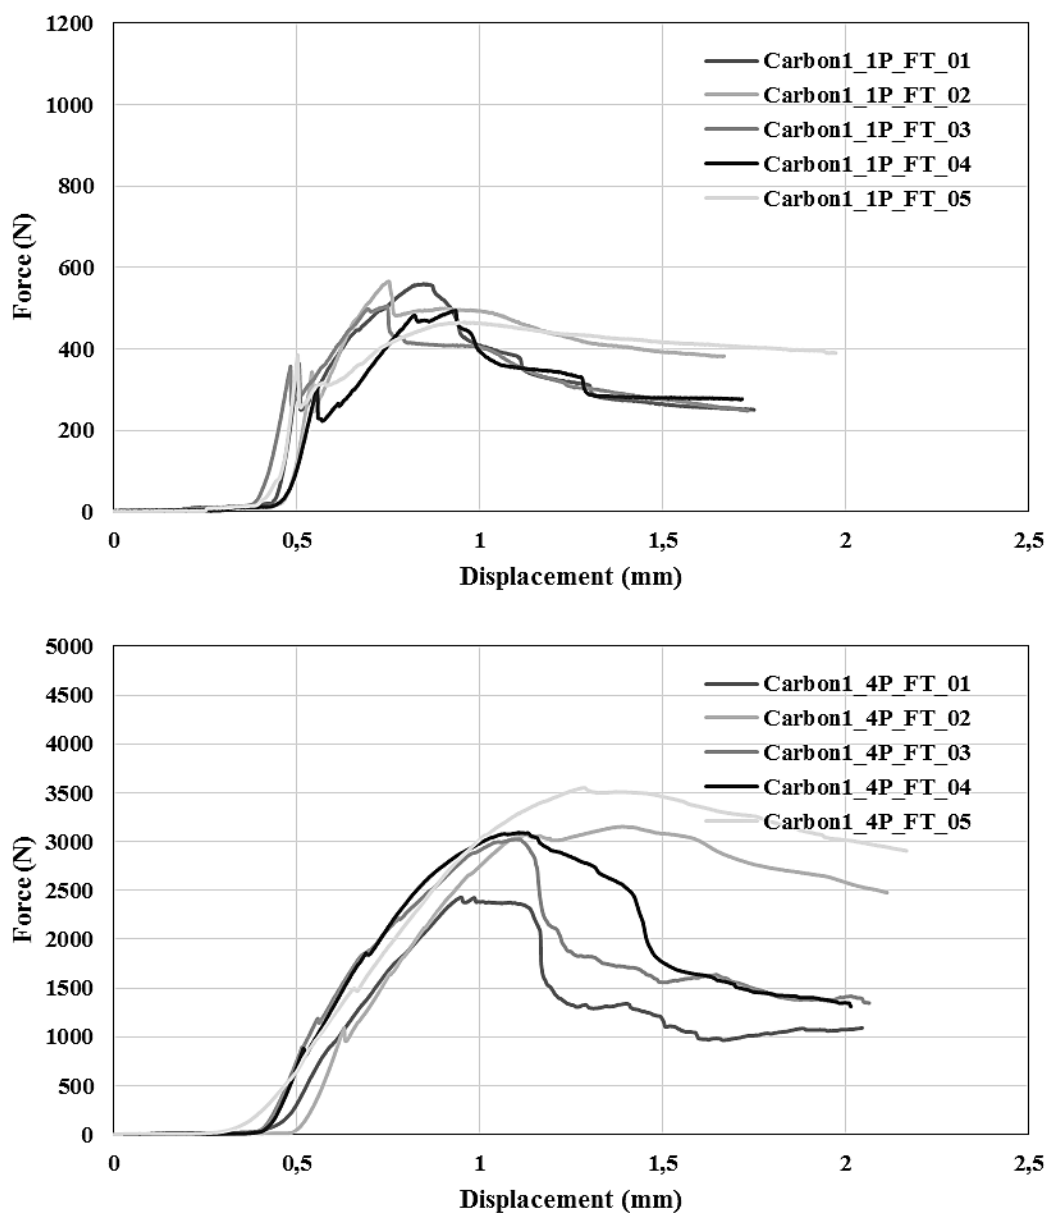 1200
1000
800
600
400
200
0
Force (N)
0 0,5 1 1,5 2 2,5
Displacement (mm)
Carbon1_1P_FT_01
Carbon1_1P_FT_02
Carbon1_1P_FT_03
Carbon1_1P_FT_04
Carbon1_1P_FT_05
5000
4500
4000
3500
3000
2500
2000
1500
1000
500
0
Force (N)
0 0,5 1 1,5 2 2,5
Displacement (mm)
Carbon1_4P_FT_01
Carbon1_4P_FT_02
Carbon1_4P_FT_03
Carbon1_4P_FT_04
Carbon1_4P_FT_05